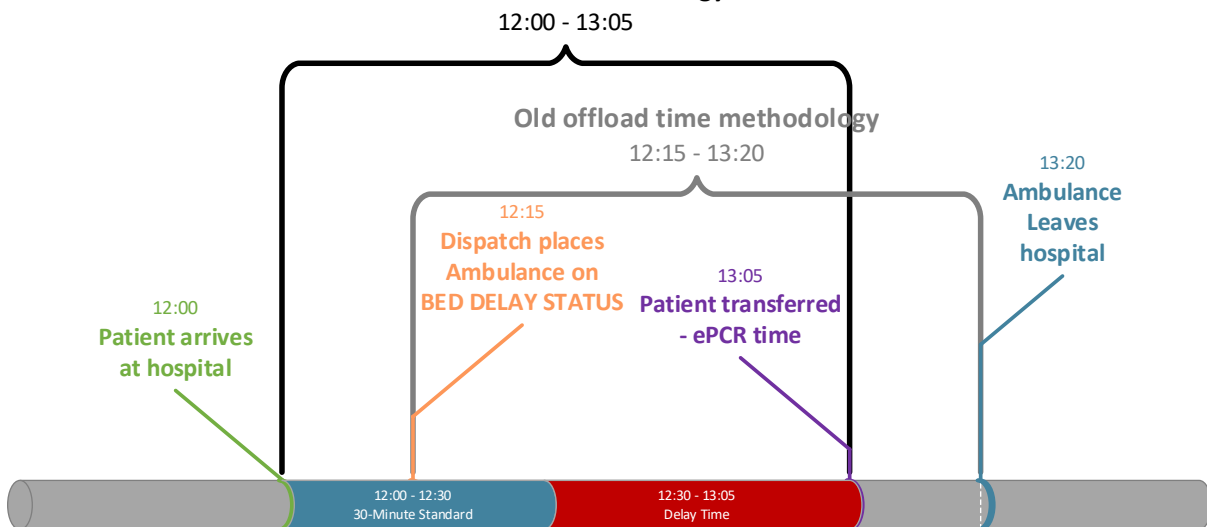 12:00 - 13:05
Old offload time methodology
12:15 - 13:20
13:20
Ambulance
Leaves
hospital
12:15
Dispatch places
Ambulance on
BED DELAY STATUS
13:05
Patient transferred
- ePCR time
12:00
Patient arrives
at hospital
12:00 - 12:30
30-Minute Standard
12:30 - 13:05
Delay Time